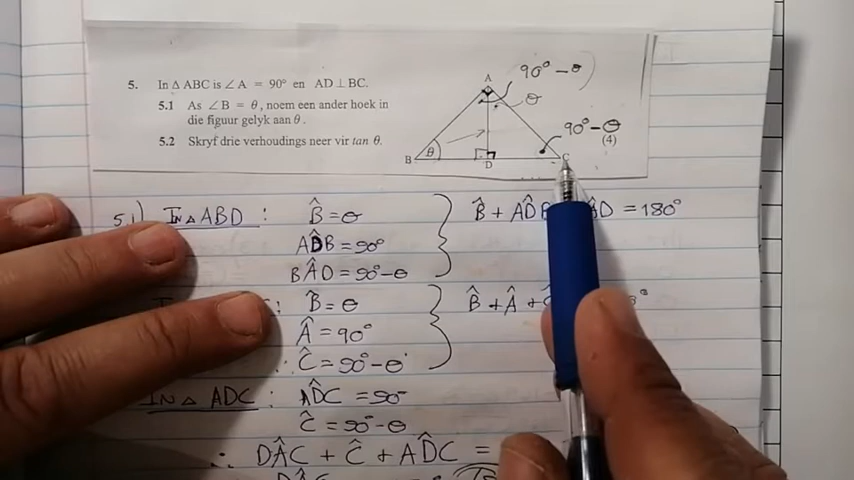 5. In Δ ABC is ∠A = 90° en AD ⊥ BC.
5.1 As ∠B = θ, noem een ander hoek in
die figuur gelyk aan θ.
5.2 Skryf drie verhoudings neer vir tan θ.
(4)
A
90° - θ
θ
90° - θ
B
θ
D
C
5.1) IN Δ ABD : B̂ = θ
AD̂B = 90°
BÂD = 90° - θ
B̂ + AD̂B ÂD = 180°
B̂ = θ
Â = 90°
∴ Ĉ = 90° - θ
B̂ + Â + Ĉ
IN Δ ADC : AD̂C = 90°
Ĉ = 90° - θ
∴ DÂC + Ĉ + AD̂C =